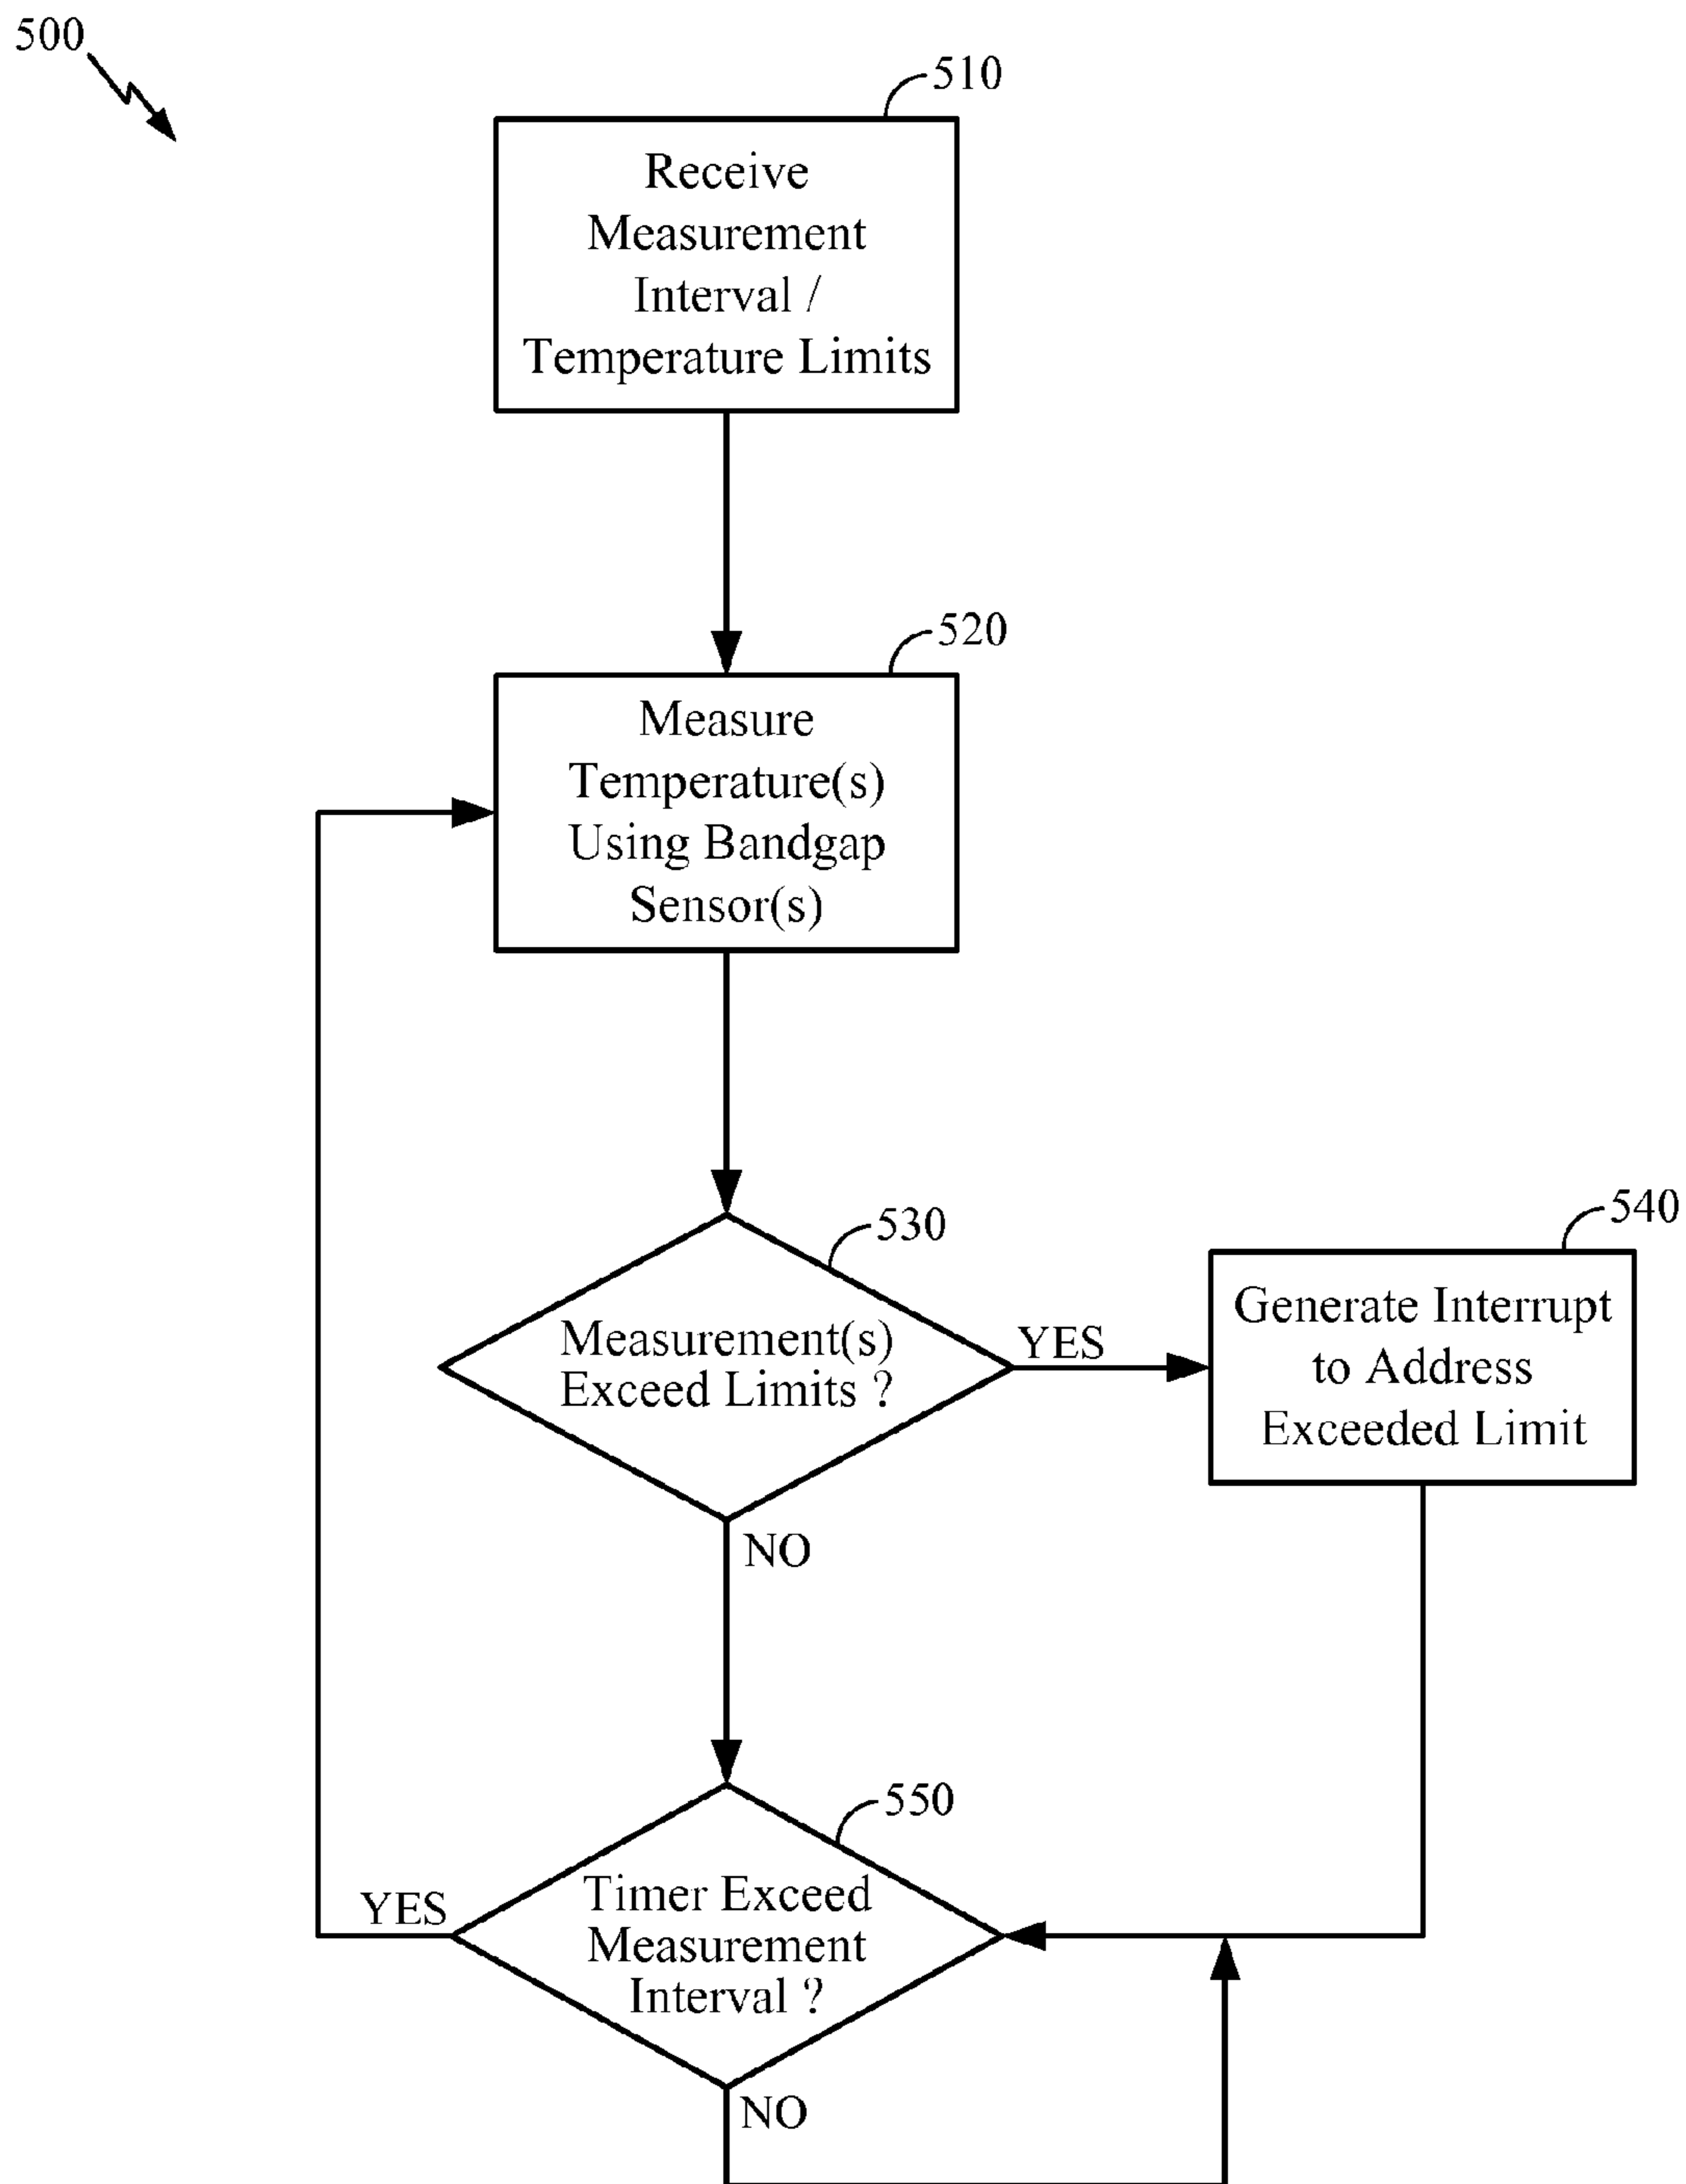 500
510
Receive
Measurement
Interval /
Temperature Limits
520
Measure
Temperature(s)
Using Bandgap
Sensor(s)
530
Measurement(s)
Exceed Limits ?
YES
540
Generate Interrupt
to Address
Exceeded Limit
NO
550
Timer Exceed
Measurement
Interval ?
YES
NO